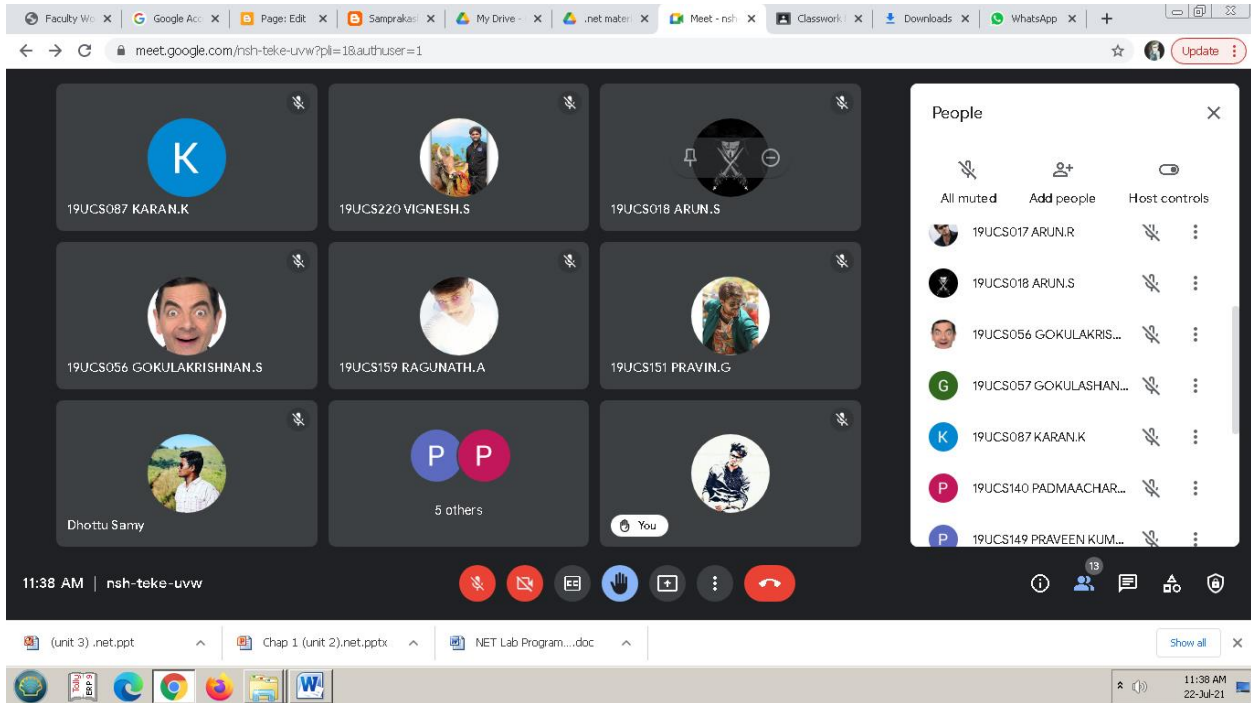 Faculty Wo
Google Acc
Page: Edit
Samprakas
My Drive -
.net materi
Meet - nsh
Classwork f
Downloads
WhatsApp
meet.google.com/nsh-teke-uvw?pli=1&authuser=1
Update
K
19UCS087 KARAN.K
19UCS220 VIGNESH.S
19UCS018 ARUN.S
19UCS056 GOKULAKRISHNAN.S
19UCS159 RAGUNATH.A
19UCS151 PRAVIN.G
Dhottu Samy
P P
5 others
You
People
All muted
Add people
Host controls
19UCS017 ARUN.R
19UCS018 ARUN.S
19UCS056 GOKULAKRIS...
G 19UCS057 GOKULASHAN...
K 19UCS087 KARAN.K
P 19UCS140 PADMAACHAR...
P 19UCS149 PRAVEEN KUM...
11:38 AM | nsh-teke-uvw
13
(unit 3) .net.ppt
Chap 1 (unit 2).net.pptx
NET Lab Program....doc
Show all
Tally
ERP 9
11:38 AM
22-Jul-21